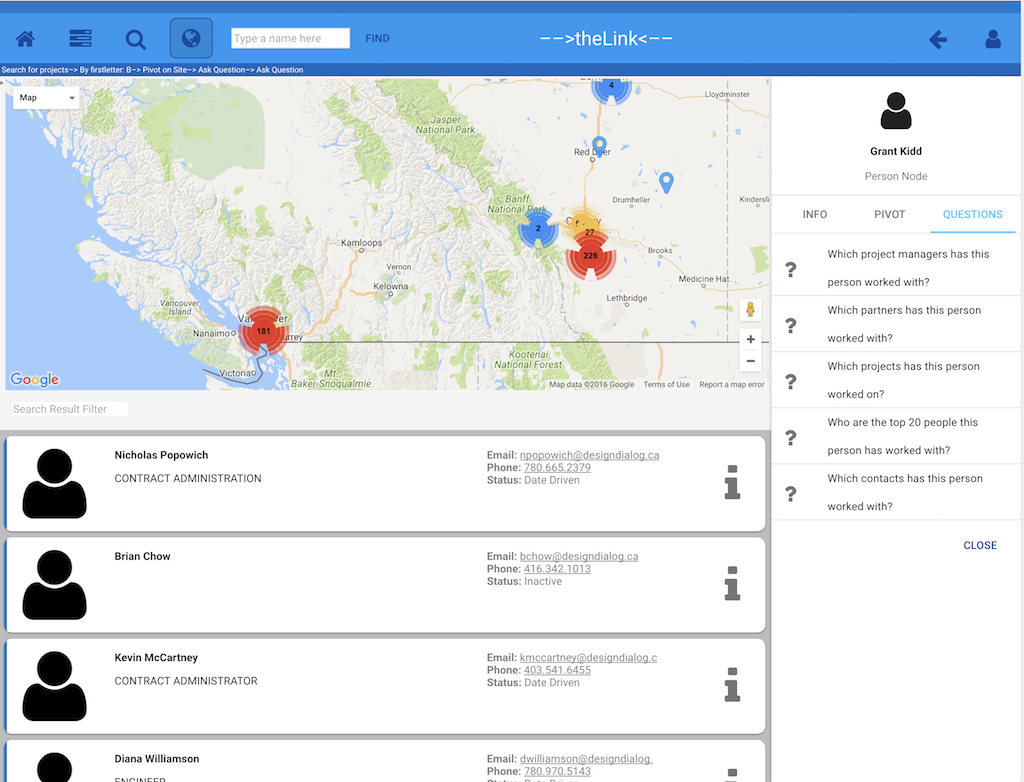 Type a name here
FIND
-->theLink<--
Search for projects-> By firstletter: B-> Pivot on Site-> Ask Question-> Ask Question
Map
4
Lloydminster
Jasper
National Park
Red Deer
Banff
National Park
Drumheller
Kindersl
2
27
226
Kamloops
Brooks
Vernon
Kelowna
Medicine Hat
Lethbridge
Vancouver
Island
Nanaimo
181
urrey
Victoria
Kootenai
National Forest
Mt
Baker-Snoqualmie
Google
Map data ©2016 Google
Terms of Use
Report a map error
Search Result Filter
Nicholas Popowich
CONTRACT ADMINISTRATION
Email: npopowich@designdialog.ca
Phone: 780.665.2379
Status: Date Driven
Brian Chow
Email: bchow@designdialog.ca
Phone: 416.342.1013
Status: Inactive
Kevin McCartney
CONTRACT ADMINISTRATOR
Email: kmccartney@designdialog.c
Phone: 403.541.6455
Status: Date Driven
Diana Williamson
ENGINEER
Email: dwilliamson@designdialog.
Phone: 780.970.5143
Status: Date Driven
Grant Kidd
Person Node
INFO
PIVOT
QUESTIONS
Which project managers has this
person worked with?
Which partners has this person
worked with?
Which projects has this person
worked on?
Who are the top 20 people this
person has worked with?
Which contacts has this person
worked with?
CLOSE